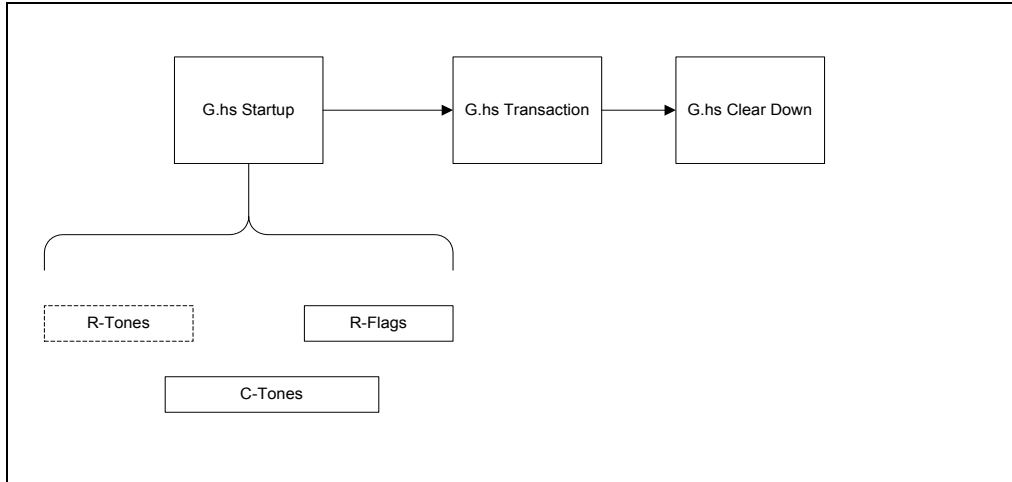 G.hs Startup
G.hs Transaction
G.hs Clear Down
R-Tones
R-Flags
C-Tones